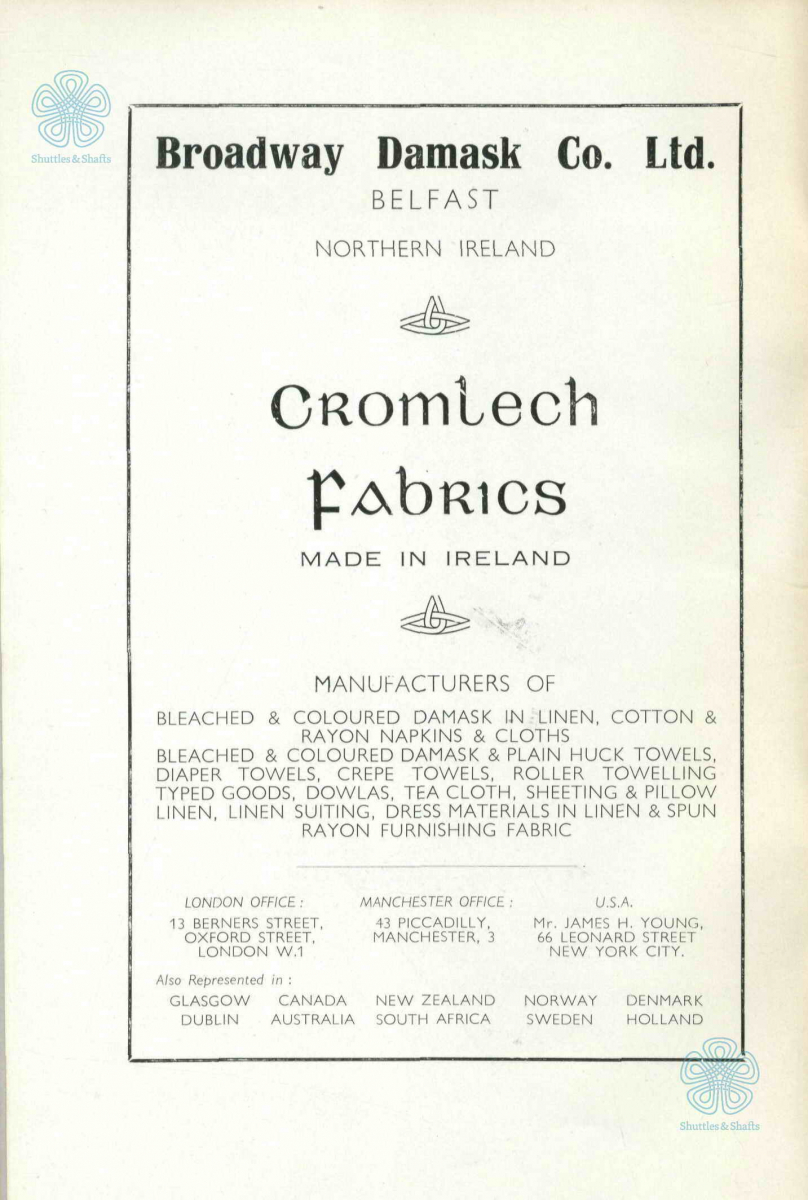 Shuttles & Shafts
Broadway Damask Co. Ltd.
BELFAST
NORTHERN IRELAND
Cromlech
Fabrics
MADE IN IRELAND
MANUFACTURERS OF
BLEACHED & COLOURED DAMASK IN LINEN, COTTON &
RAYON NAPKINS & CLOTHS
BLEACHED & COLOURED DAMASK & PLAIN HUCK TOWELS,
DIAPER TOWELS, CREPE TOWELS, ROLLER TOWELLING
TYPED GOODS, DOWLAS, TEA CLOTH, SHEETING & PILLOW
LINEN, LINEN SUITING, DRESS MATERIALS IN LINEN & SPUN
RAYON FURNISHING FABRIC
LONDON OFFICE : MANCHESTER OFFICE : U.S.A.
13 BERNERS STREET, 43 PICCADILLY, Mr. JAMES H. YOUNG,
OXFORD STREET, MANCHESTER, 3 66 LEONARD STREET
LONDON W.1 NEW YORK CITY.
Also Represented in :
GLASGOW CANADA NEW ZEALAND NORWAY DENMARK
DUBLIN AUSTRALIA SOUTH AFRICA SWEDEN HOLLAND
Shuttles & Shafts